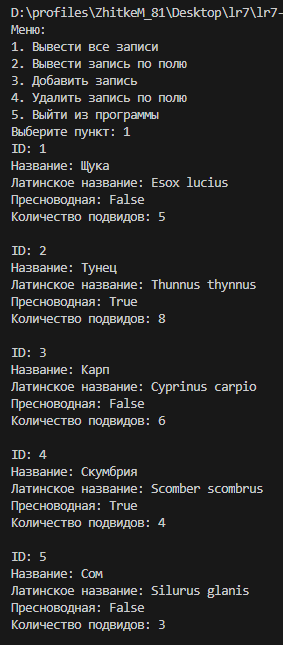 D:\profiles\ZhitkeM_81\Desktop\lr7\lr7-
Меню:
1. Вывести все записи
2. Вывести запись по полю
3. Добавить запись
4. Удалить запись по полю
5. Выйти из программы
Выберите пункт: 1
ID: 1
Название: Щука
Латинское название: Esox lucius
Пресноводная: False
Количество подвидов: 5

ID: 2
Название: Тунец
Латинское название: Thunnus thynnus
Пресноводная: True
Количество подвидов: 8

ID: 3
Название: Карп
Латинское название: Cyprinus carpio
Пресноводная: False
Количество подвидов: 6

ID: 4
Название: Скумбрия
Латинское название: Scomber scombrus
Пресноводная: True
Количество подвидов: 4

ID: 5
Название: Сом
Латинское название: Silurus glanis
Пресноводная: False
Количество подвидов: 3